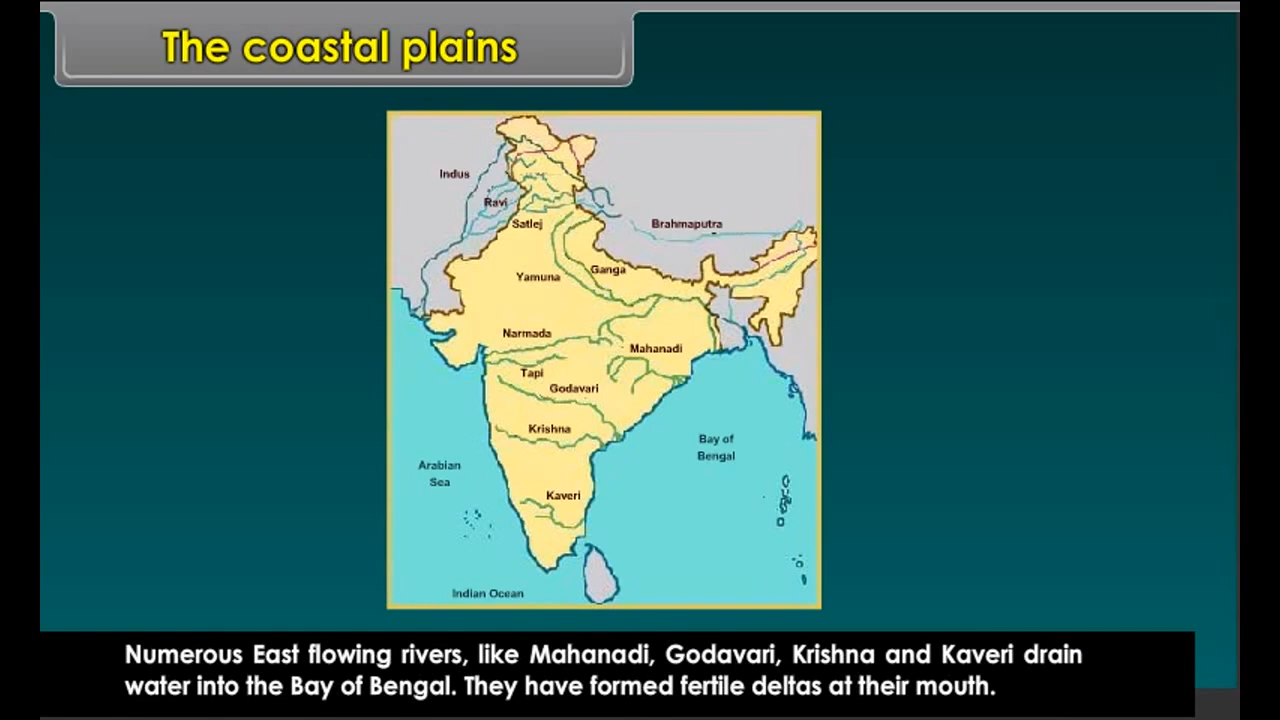 The coastal plains
Indus
Ravi
Satlej
Brahmaputra
Yamuna
Ganga
Narmada
Mahanadi
Tapi
Godavari
Krishna
Bay of
Bengal
Arabian
Sea
Kaveri
Indian Ocean
Numerous East flowing rivers, like Mahanadi, Godavari, Krishna and Kaveri drain
water into the Bay of Bengal. They have formed fertile deltas at their mouth.